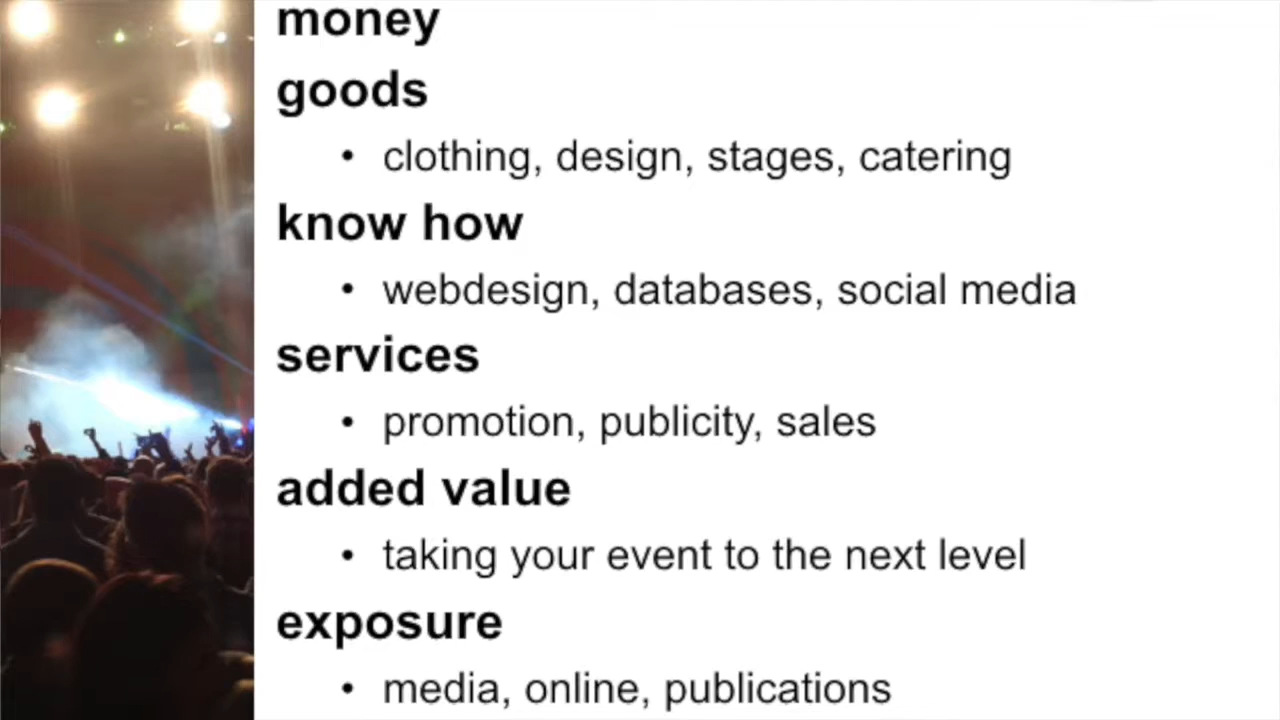 money
goods
• clothing, design, stages, catering
know how
• webdesign, databases, social media
services
• promotion, publicity, sales
added value
• taking your event to the next level
exposure
• media, online, publications